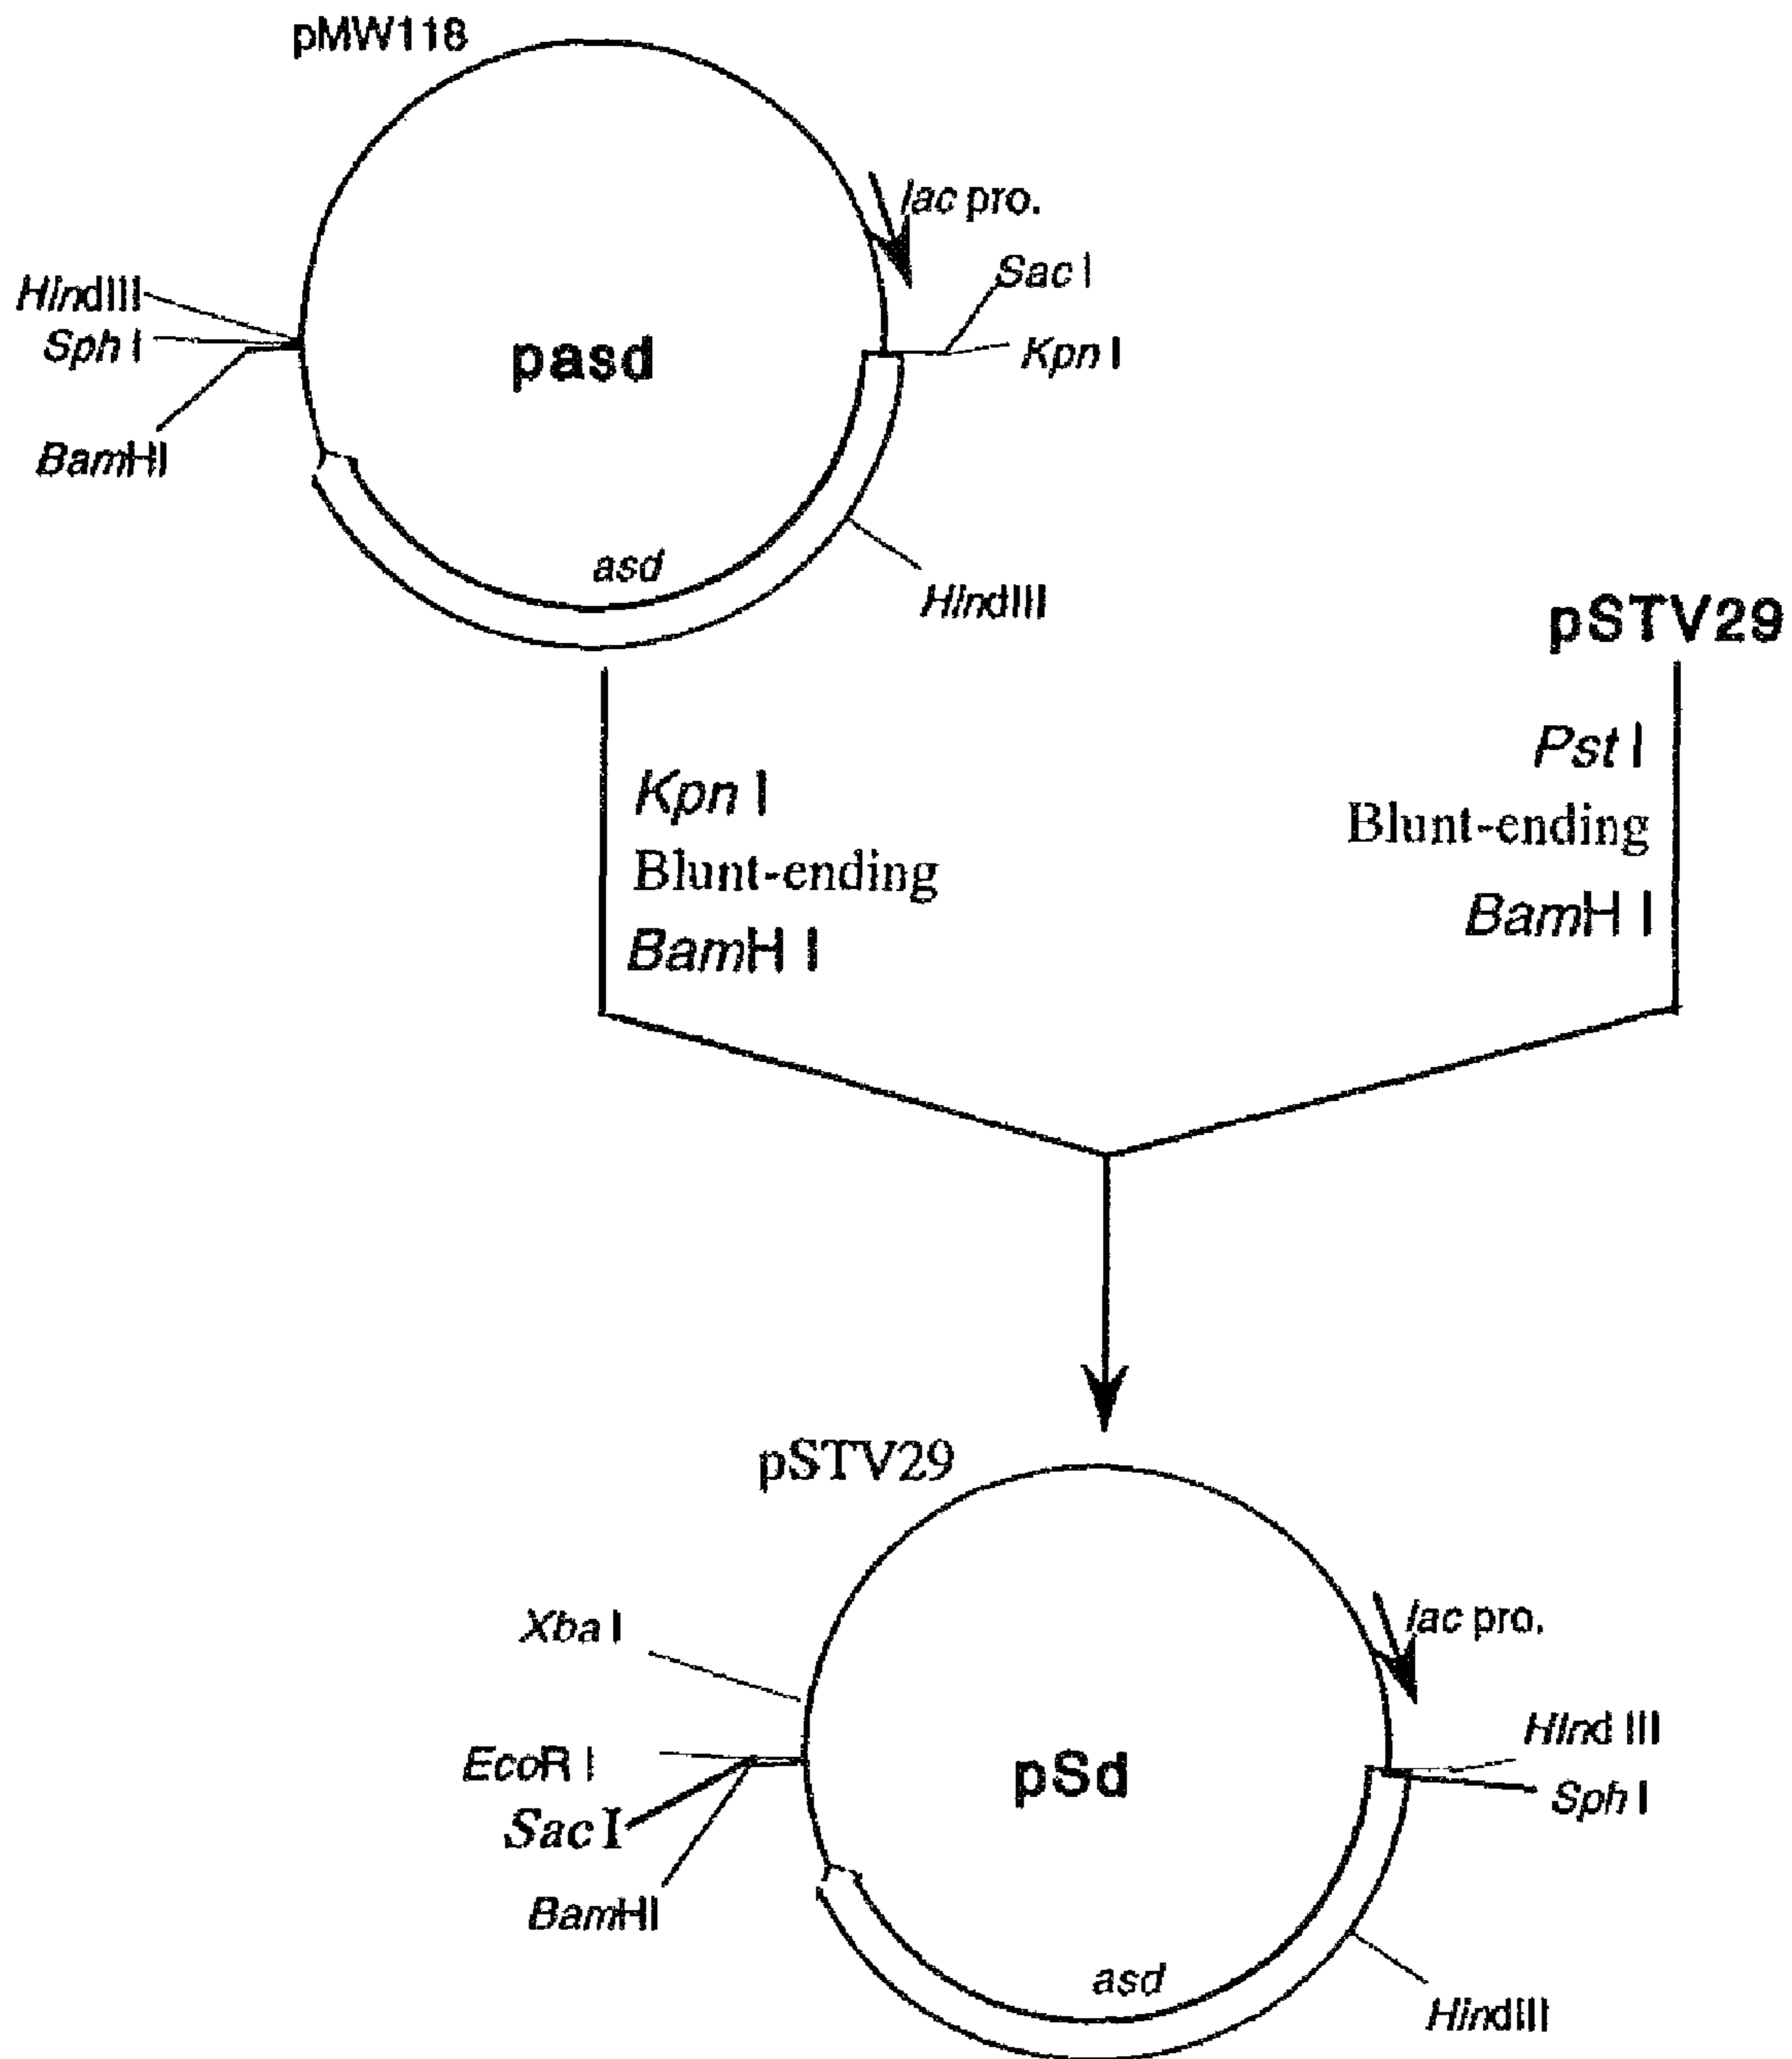 pMW118
lac pro.
Sac I
Kpn I
HindIII
Sph I
BamHI
pasd
asd
HindIII
pSTV29
Kpn I
Blunt-ending
BamH I
Pst I
Blunt-ending
BamH I
pSTV29
lac pro.
Xba I
EcoR I
Sac I
BamHI
pSd
Hind III
Sph I
asd
HindIII